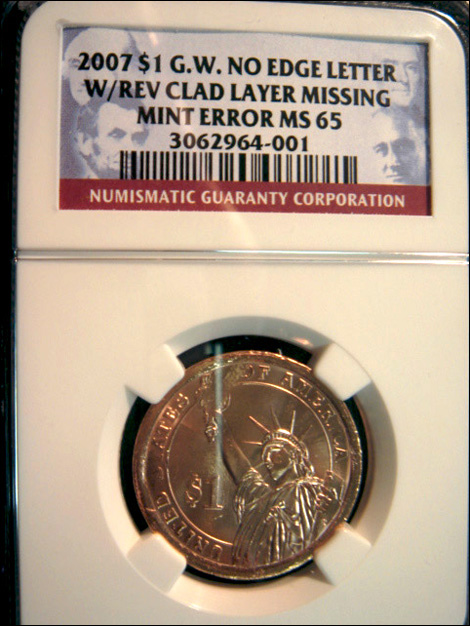 2007 $1 G.W. NO EDGE LETTER
W/REV CLAD LAYER MISSING
MINT ERROR MS 65
3062964-001
NUMISMATIC GUARANTY CORPORATION
UNITED STATES OF AMERICA
$1